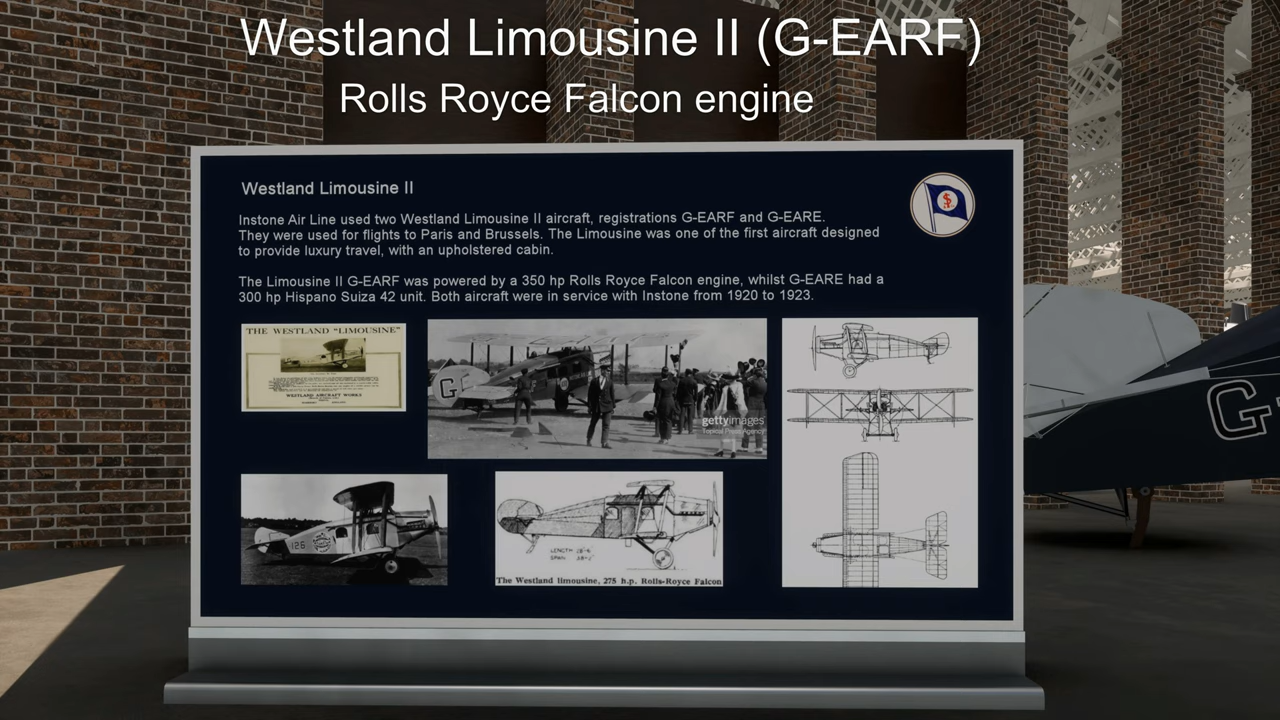 Westland Limousine II (G-EARF)
Rolls Royce Falcon engine
Westland Limousine II
Instone Air Line used two Westland Limousine II aircraft, registrations G-EARF and G-EARE.
They were used for flights to Paris and Brussels. The Limousine was one of the first aircraft designed
to provide luxury travel, with an upholstered cabin.
The Limousine II G-EARF was powered by a 350 hp Rolls Royce Falcon engine, whilst G-EARE had a
300 hp Hispano Suiza 42 unit. Both aircraft were in service with Instone from 1920 to 1923.
THE WESTLAND "LIMOUSINE"
WESTLAND AIRCRAFT WORKS
G
gettyimages
Topical Press Agency
G-
126
LENGTH
SPAN
The Westland limousine, 275 h.p. Rolls-Royce Falcon